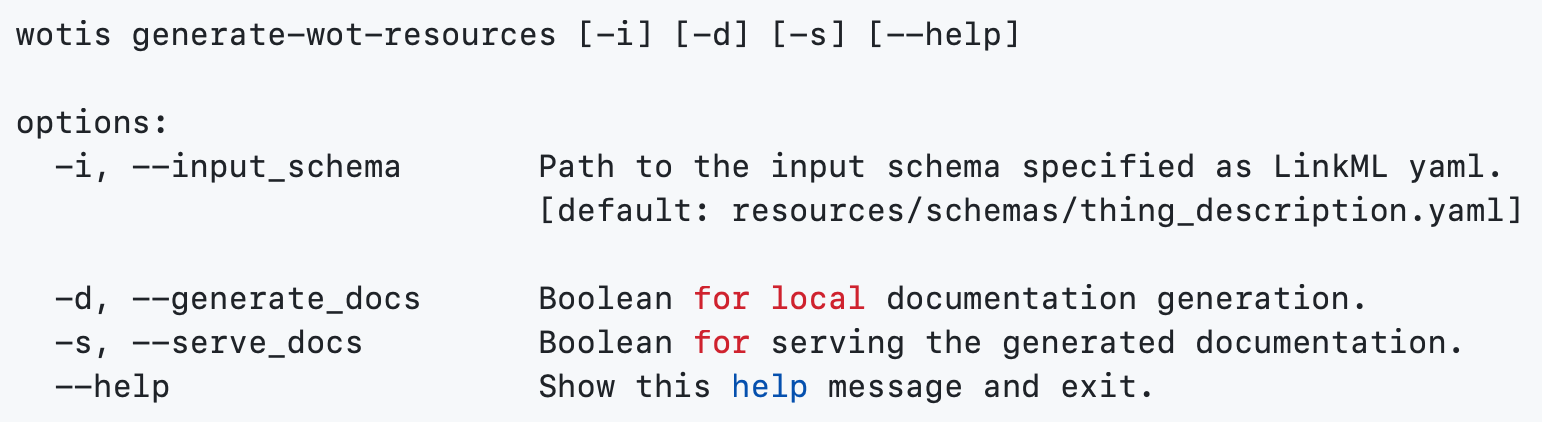 wotis generate-wot-resources [-i] [-d] [-s] [--help]
options:
-i, --input_schema Path to the input schema specified as LinkML yaml.
[default: resources/schemas/thing_description.yaml]
-d, --generate_docs Boolean for local documentation generation.
-s, --serve_docs Boolean for serving the generated documentation.
--help Show this help message and exit.